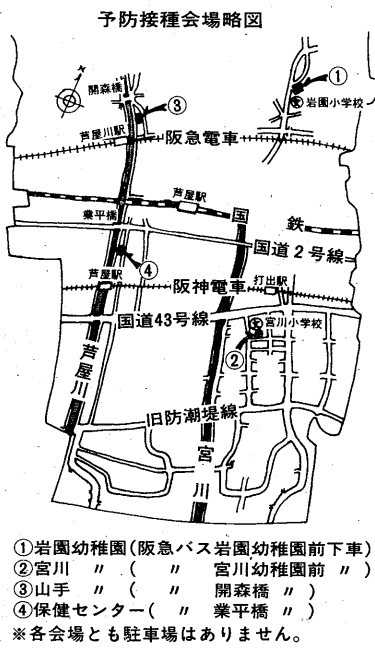 予防接種会場略図
①
開森橋
③
文 岩園小学校
芦屋川駅
阪急電車
芦屋駅
業平橋
国
鉄
国道2号線
④
芦屋駅
阪神電車
打出駅
国道43号線
文 宮川小学校
②
芦屋川
旧防潮堤線
宮川
①岩園幼稚園(阪急バス岩園幼稚園前下車)
②宮川 〃 ( 〃 宮川幼稚園前 〃 )
③山手 〃 ( 〃 開森橋 〃 )
④保健センター( 〃 業平橋 〃 )
※各会場とも駐車場はありません。